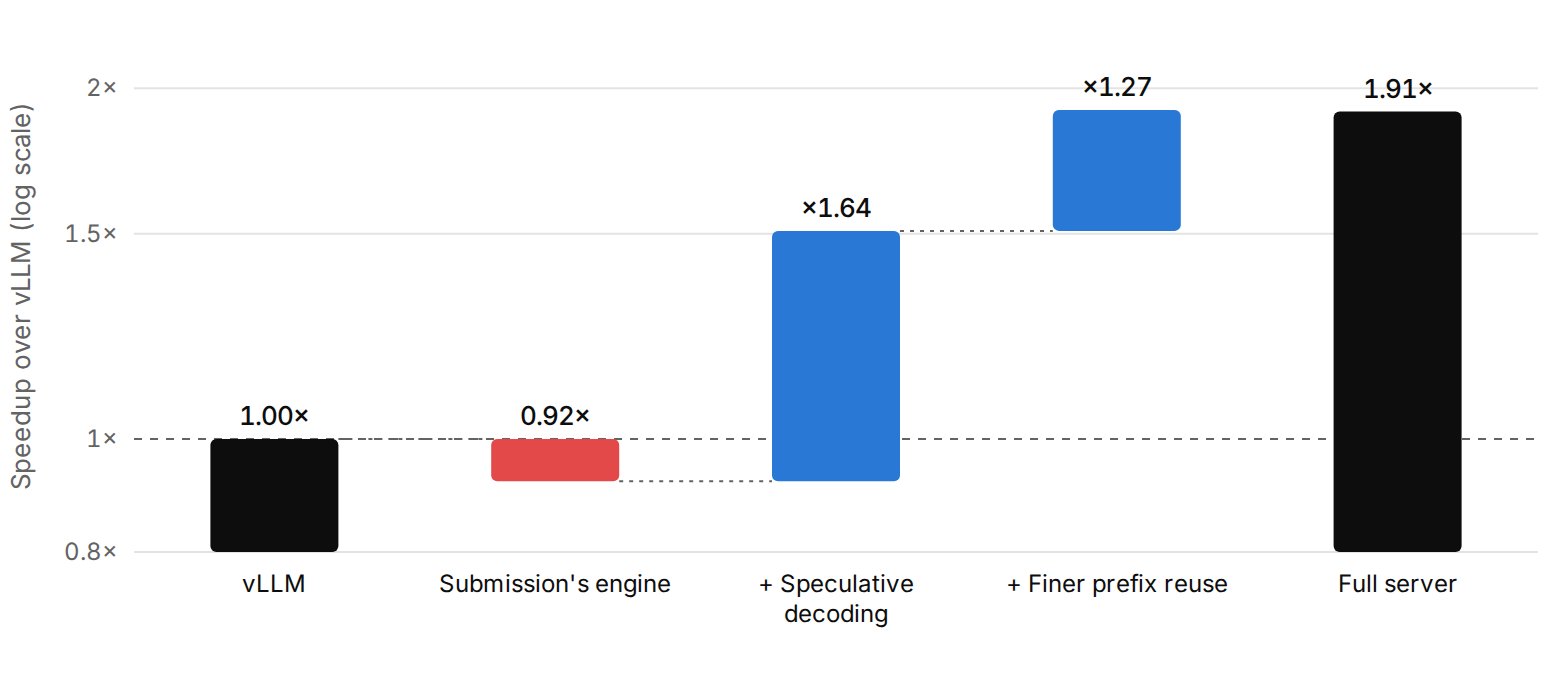 Speedup over vLLM (log scale)
2×
1.5×
1×
0.8×
1.00×
0.92×
×1.64
×1.27
1.91×
vLLM
Submission's engine
+ Speculative
decoding
+ Finer prefix reuse
Full server